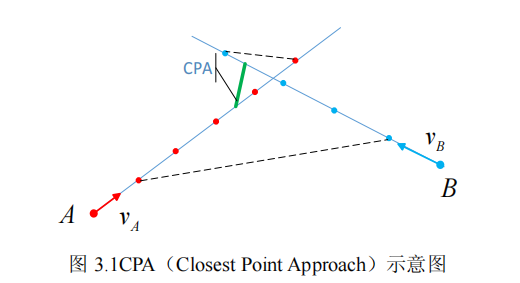 CPA
v_B
B
A
v_A
图 3.1CPA（Closest Point Approach）示意图